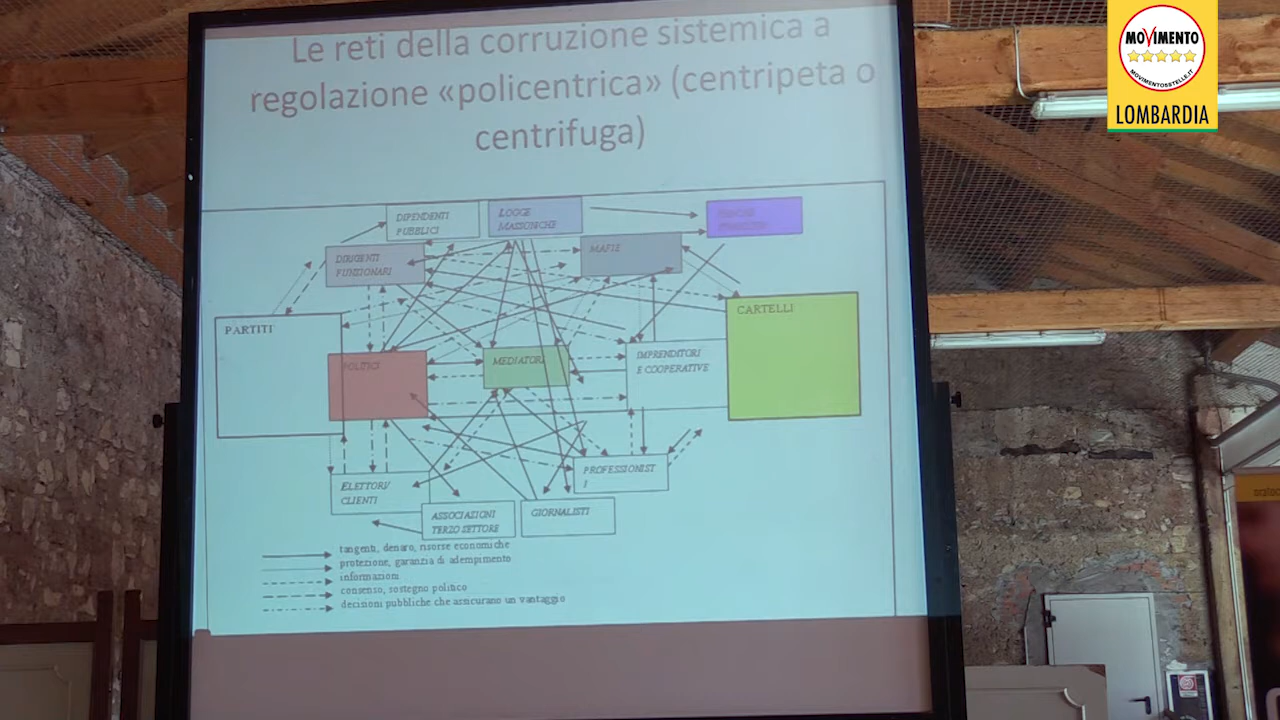 Le reti della corruzione sistemica a
regolazione «policentrica» (centripeta o
centrifuga)
MOVIMENTO
MOVIMENTO5STELLE.IT
LOMBARDIA
DIPENDENTI
PUBBLICI
LOGGE
MASSONICHE
DIRIGENTI
FUNZIONARI
MAFIE
PARTITI
CARTELLI
POLITICI
MEDIATORI
IMPRENDITORI
E COOPERATIVE
ELETTORI/
CLIENTI
PROFESSIONIST
I
ASSOCIAZIONI
TERZO SETTORE
GIORNALISTI
tangenti, denaro, risorse economiche
protezione, garanzia di adempimento
informazioni
consenso, sostegno politico
decisioni pubbliche che assicurano un vantaggio